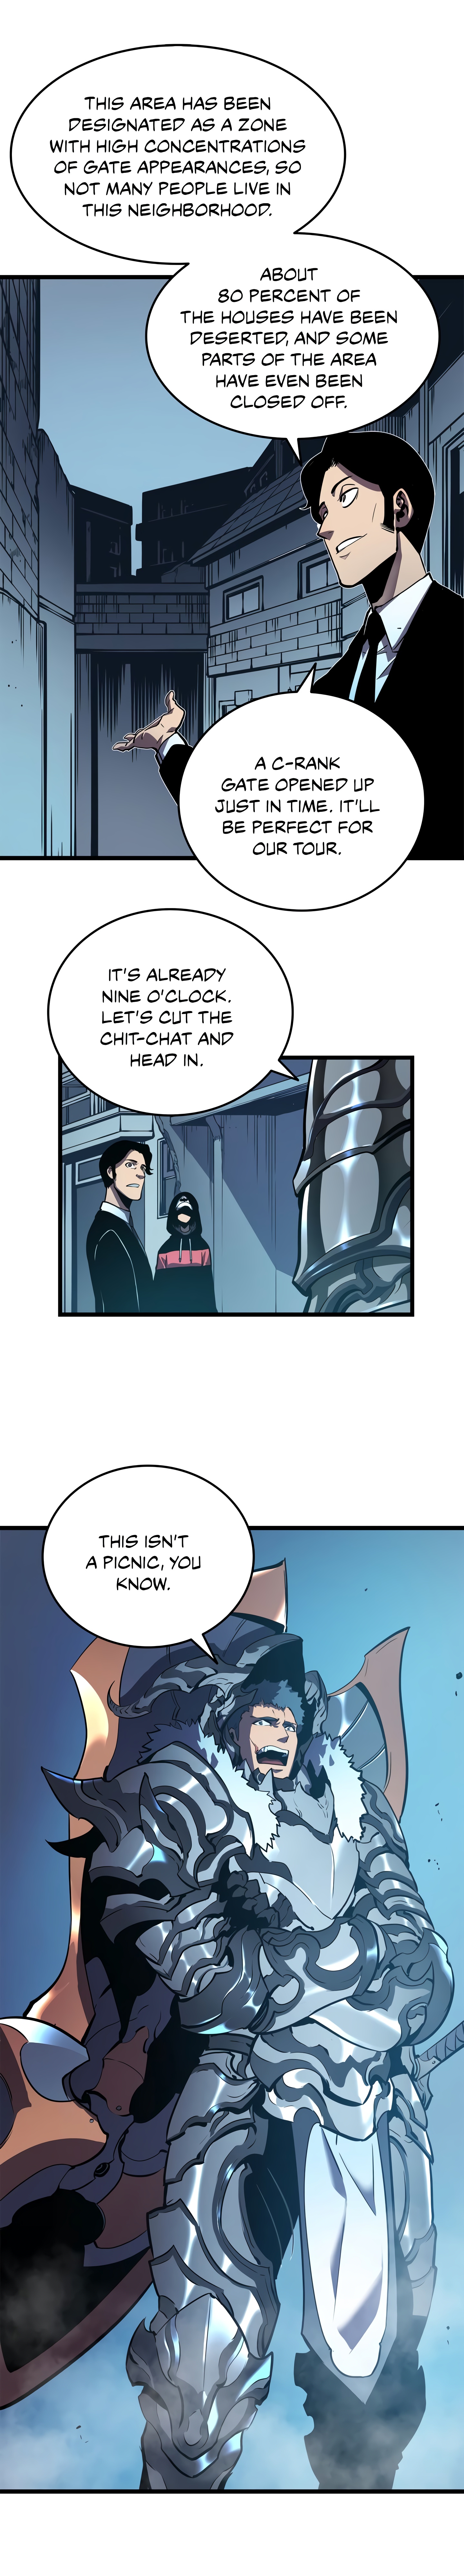 THIS AREA HAS BEEN
DESIGNATED AS A ZONE
WITH HIGH CONCENTRATIONS
OF GATE APPEARANCES, SO
NOT MANY PEOPLE LIVE IN
THIS NEIGHBORHOOD.
ABOUT
80 PERCENT OF
THE HOUSES HAVE BEEN
DESERTED, AND SOME
PARTS OF THE AREA
HAVE EVEN BEEN
CLOSED OFF.
A C-RANK
GATE OPENED UP
JUST IN TIME. IT'LL
BE PERFECT FOR
OUR TOUR.
IT'S ALREADY
NINE O'CLOCK.
LET'S CUT THE
CHIT-CHAT AND
HEAD IN.
THIS ISN'T
A PICNIC, YOU
KNOW.